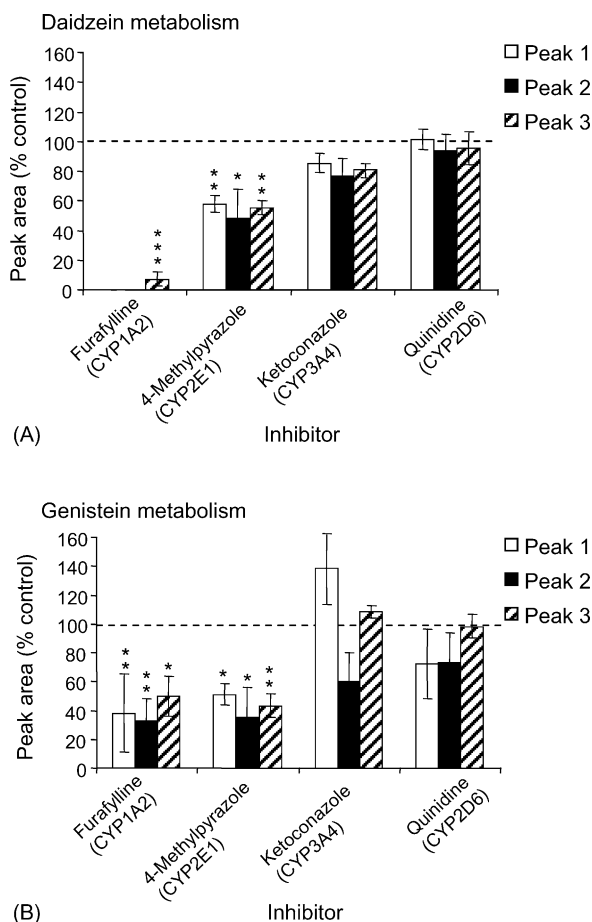 Daidzein metabolism
Peak area (% control)
160
140
120
100
80
60
40
20
0
Peak 1
Peak 2
Peak 3
***
**
*
**
Furafylline
(CYP1A2)
4-Methylpyrazole
(CYP2E1)
Ketoconazole
(CYP3A4)
Quinidine
(CYP2D6)
(A)
Inhibitor
Genistein metabolism
Peak area (% control)
160
140
120
100
80
60
40
20
0
Peak 1
Peak 2
Peak 3
**
**
*
*
*
**
Furafylline
(CYP1A2)
4-Methylpyrazole
(CYP2E1)
Ketoconazole
(CYP3A4)
Quinidine
(CYP2D6)
(B)
Inhibitor